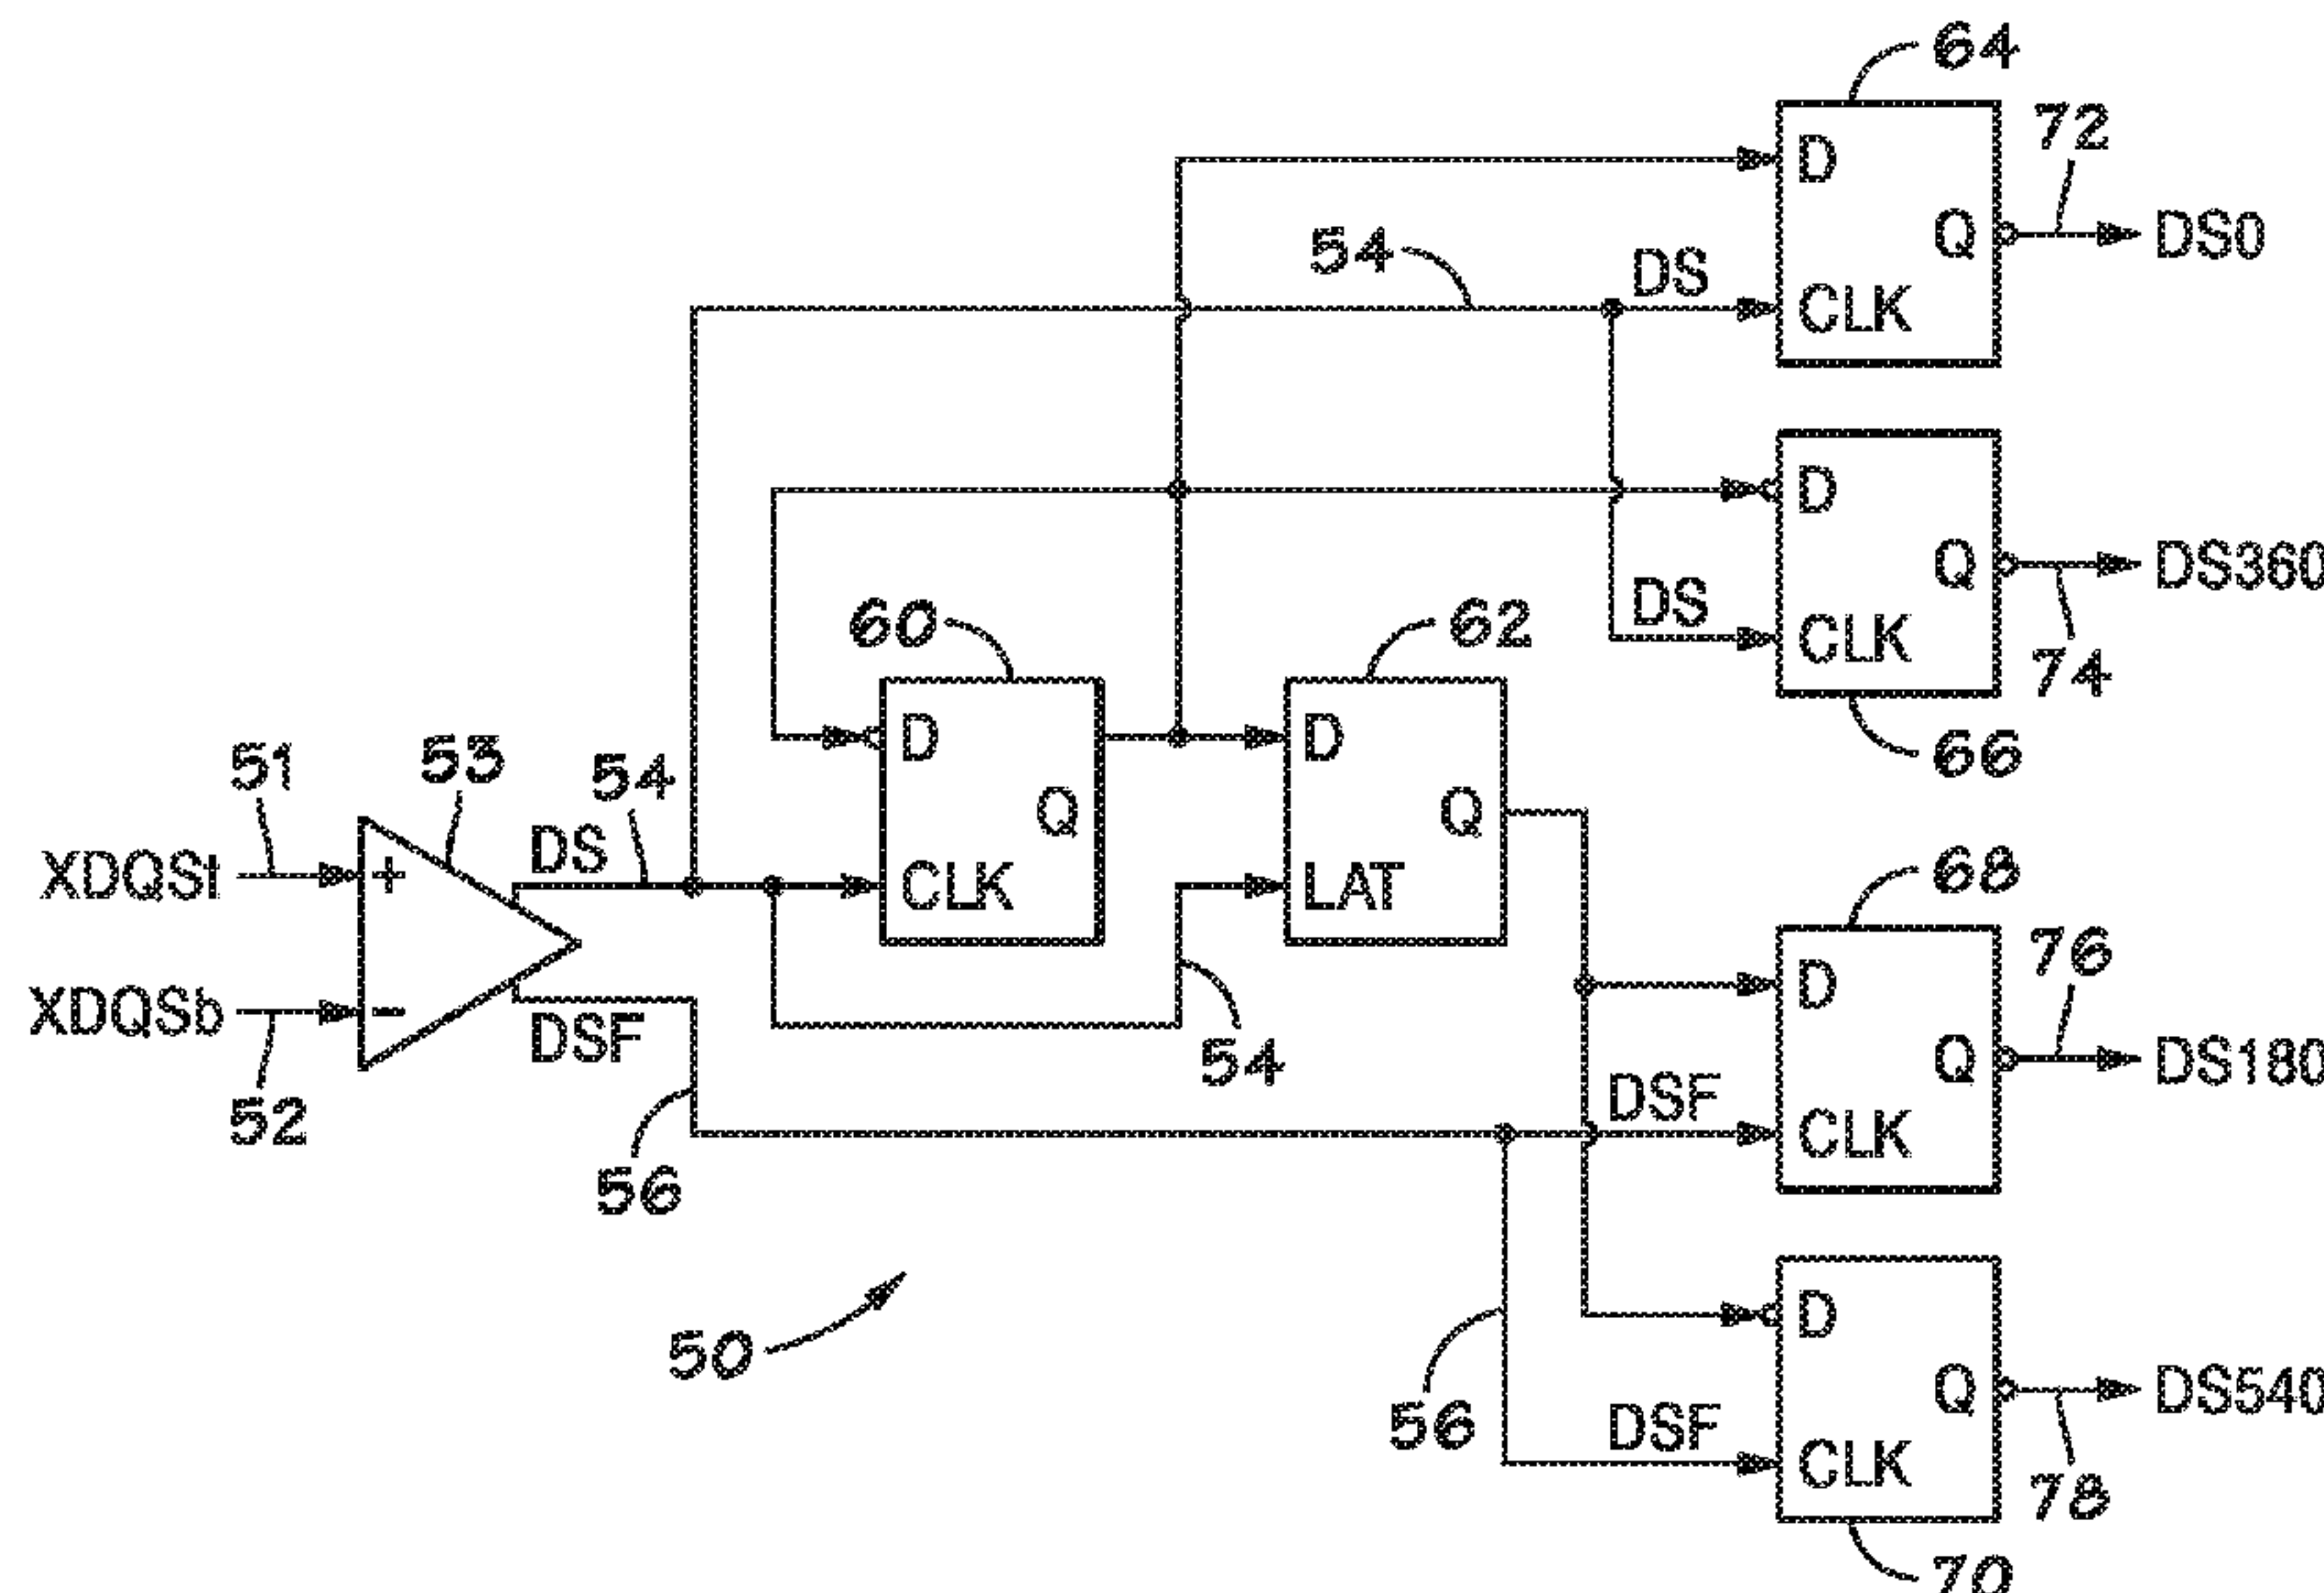 64
D
72
Q
DS0
54
DS
CLK
D
Q
DS360
60
62
DS
CLK
74
66
51
53
54
D
D
Q
Q
68
XDQSt
+
DS
CLK
LAT
76
D
XDQSb
-
DSF
54
Q
DS180
52
DSF
CLK
56
D
50
56
Q
DS540
DSF
CLK
78
70